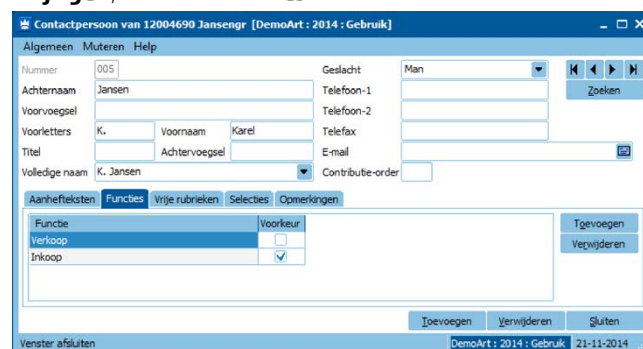 Contactpersoon van 12004690 Jansengr [DemoArt : 2014 : Gebruik]
Algemeen Muteren Help
Nummer 005 Geslacht Man
Achternaam Jansen Telefoon-1 Zoeken
Voorvoegsel Telefoon-2
Voorletters K. Voornaam Karel Telefax
Titel Achtervoegsel E-mail
Volledige naam K. Jansen Contributie-order
Aanhefteksten Functies Vrije rubrieken Selecties Opmerkingen
Functie Voorkeur Toevoegen
Verkoop Verwijderen
Inkoop
Toevoegen Verwijderen Sluiten
Venster afsluiten DemoArt : 2014 : Gebruik 21-11-2014